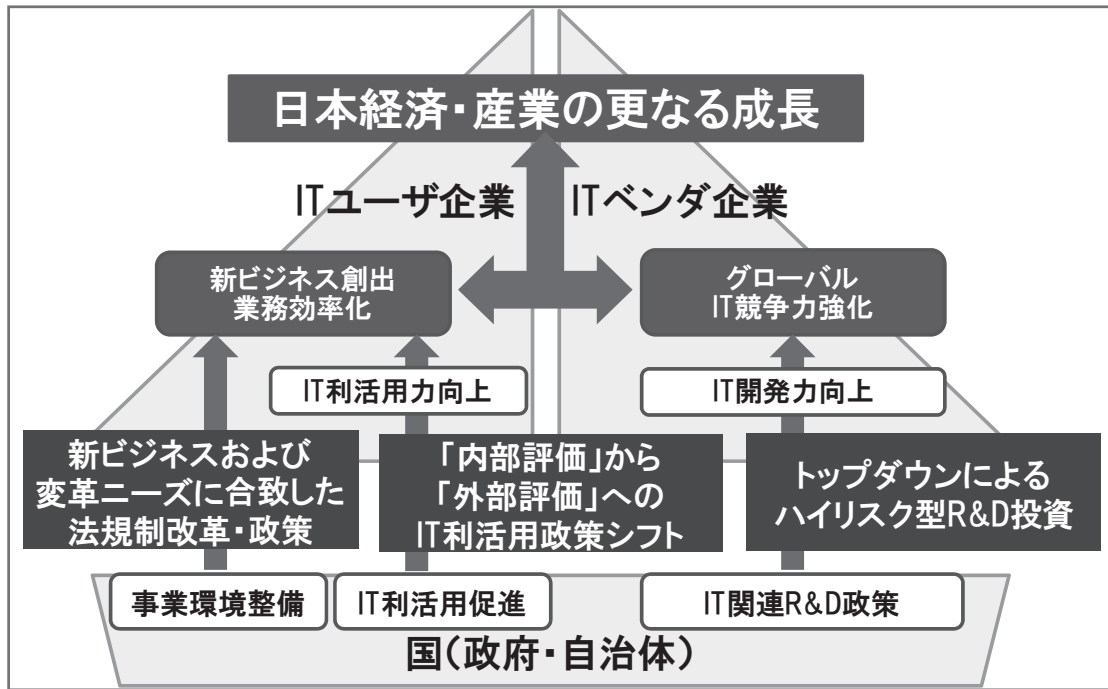 日本経済・産業の更なる成長
ITユーザ企業
ITベンダ企業
新ビジネス創出
業務効率化
グローバル
IT競争力強化
IT利活用力向上
IT開発力向上
新ビジネスおよび
変革ニーズに合致した
法規制改革・政策
「内部評価」から
「外部評価」への
IT利活用政策シフト
トップダウンによる
ハイリスク型R&D投資
事業環境整備
IT利活用促進
IT関連R&D政策
国(政府・自治体)